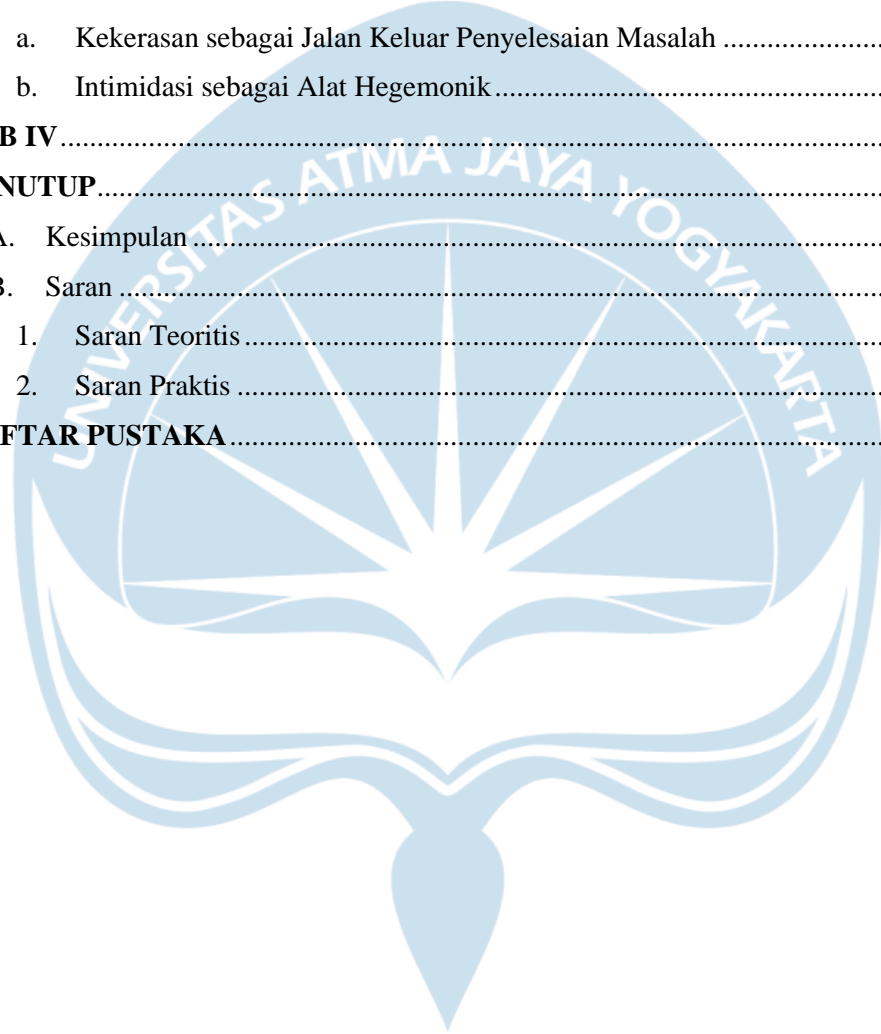 a. Kekerasan sebagai Jalan Keluar Penyelesaian Masalah ....................
b. Intimidasi sebagai Alat Hegemonik....................................................
B IV..............................................................................................................
NUTUP.........................................................................................................
A. Kesimpulan ............................................................................................
B. Saran ......................................................................................................
1. Saran Teoritis.....................................................................................
2. Saran Praktis ......................................................................................
FTAR PUSTAKA.......................................................................................
UNIVERSITAS ATMA JAYA YOGYAKARTA